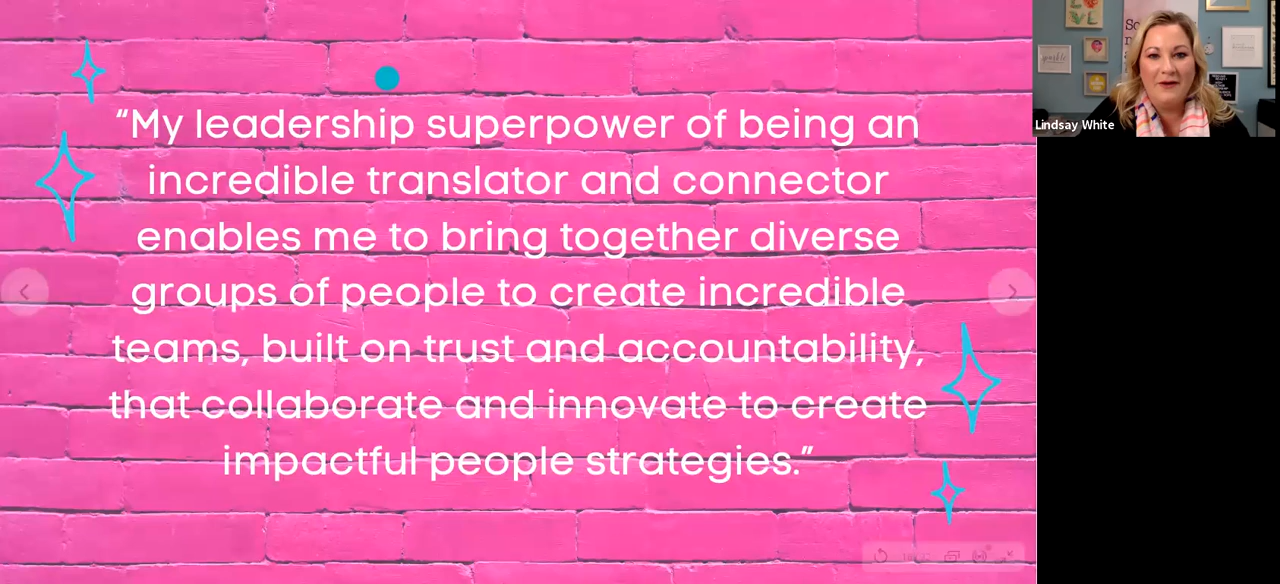 “My leadership superpower of being an
incredible translator and connector
enables me to bring together diverse
groups of people to create incredible
teams, built on trust and accountability,
that collaborate and innovate to create
impactful people strategies.”
Lindsay White
sparkle